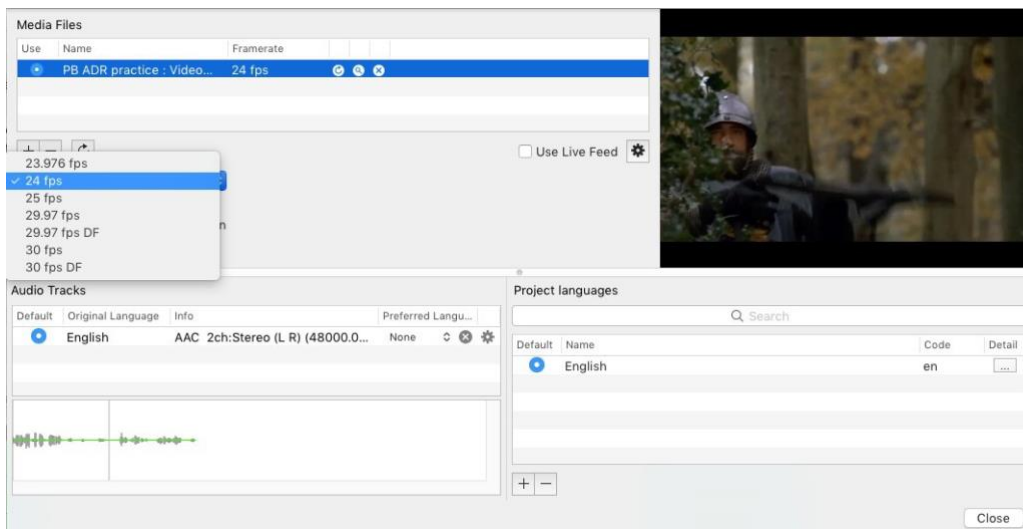 Media Files
Use Name Framerate
PB ADR practice : Video... 24 fps
+ −
Use Live Feed
23.976 fps
✓ 24 fps
25 fps
29.97 fps
n
29.97 fps DF
30 fps
30 fps DF
Audio Tracks
Default Original Language Info Preferred Langu...
English AAC 2ch:Stereo (L R) (48000.0... None
Project languages
Search
Default Name Code Detail
English en ...
+ −
Close